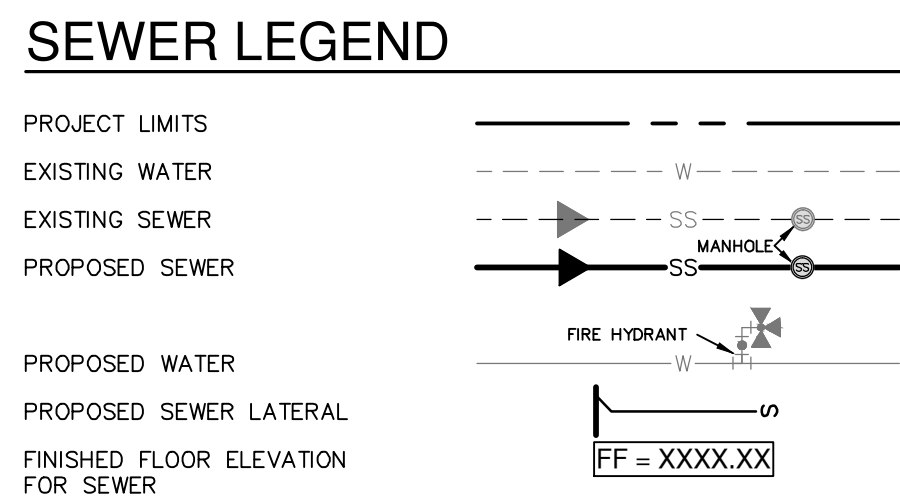 SEWER LEGEND
PROJECT LIMITS
EXISTING WATER W
EXISTING SEWER SS SS
MANHOLE
PROPOSED SEWER SS SS
FIRE HYDRANT
PROPOSED WATER W
PROPOSED SEWER LATERAL S
FINISHED FLOOR ELEVATION
FOR SEWER
FF = XXXX.XX